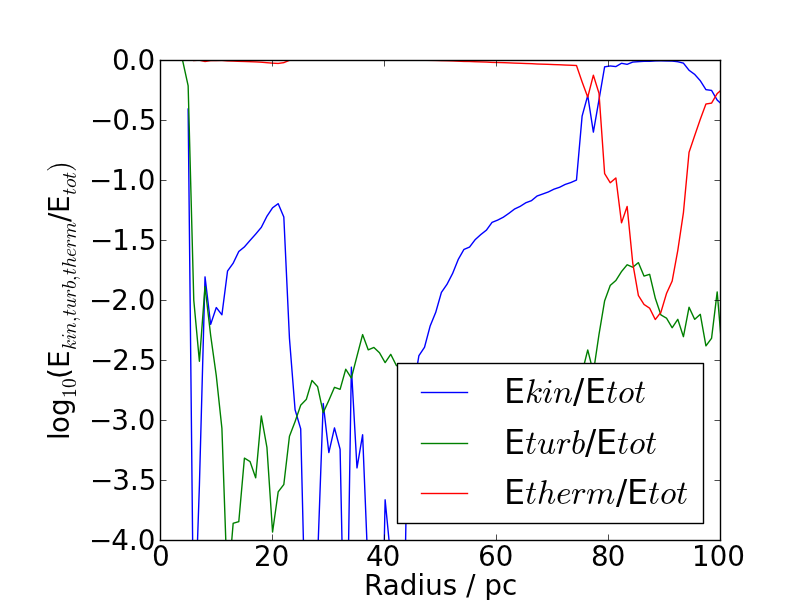 0.0
−0.5
−1.0
−1.5
−2.0
−2.5
−3.0
−3.5
−4.0
log10(Ekin,turb,therm/Etot)
Ekin/Etot
Eturb/Etot
Etherm/Etot
0 20 40 60 80 100
Radius / pc